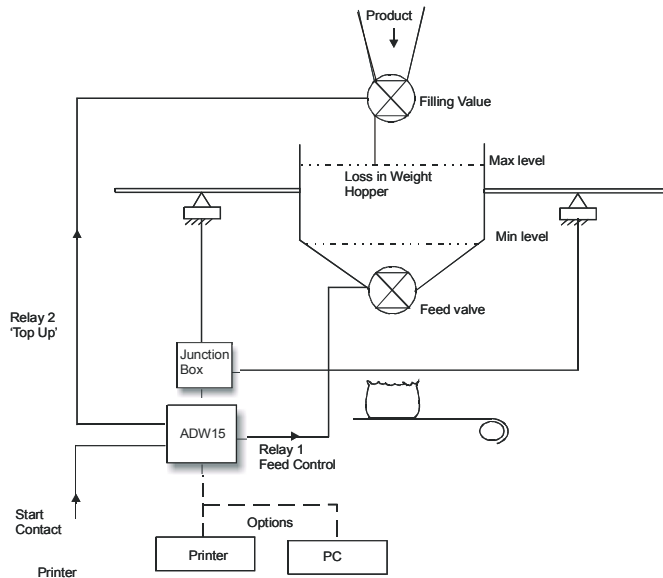 Product
Filling Value
Max level
Loss in Weight
Hopper
Min level
Feed valve
Relay 2
'Top Up'
Junction
Box
ADW15
Relay 1
Feed Control
Start
Contact
Options
Printer
PC
Printer